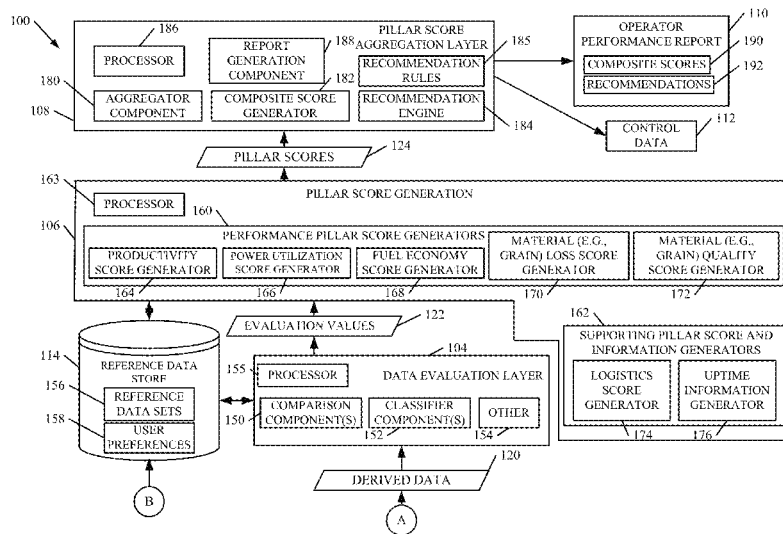 100
186
PROCESSOR
REPORT
GENERATION
COMPONENT
188
182
PILLAR SCORE
AGGREGATION LAYER
185
RECOMMENDATION
RULES
180
AGGREGATOR
COMPONENT
COMPOSITE SCORE
GENERATOR
RECOMMENDATION
ENGINE
184
108
110
OPERATOR
PERFORMANCE REPORT
COMPOSITE SCORES
190
RECOMMENDATIONS
192
CONTROL
DATA
112
PILLAR SCORES
124
163
PROCESSOR
PILLAR SCORE GENERATION
160
106
PERFORMANCE PILLAR SCORE GENERATORS
PRODUCTIVITY
SCORE GENERATOR
164
POWER UTILIZATION
SCORE GENERATOR
166
FUEL ECONOMY
SCORE GENERATOR
168
MATERIAL (E.G.,
GRAIN) LOSS SCORE
GENERATOR
170
MATERIAL (E.G.,
GRAIN) QUALITY
SCORE GENERATOR
172
162
SUPPORTING PILLAR SCORE AND
INFORMATION GENERATORS
LOGISTICS
SCORE
GENERATOR
174
UPTIME
INFORMATION
GENERATOR
176
EVALUATION VALUES
122
114
REFERENCE DATA
STORE
156
REFERENCE
DATA SETS
158
USER
PREFERENCES
104
155
PROCESSOR
DATA EVALUATION LAYER
150
COMPARISON
COMPONENT(S)
CLASSIFIER
COMPONENT(S)
152
OTHER
154
DERIVED DATA
120
B
A